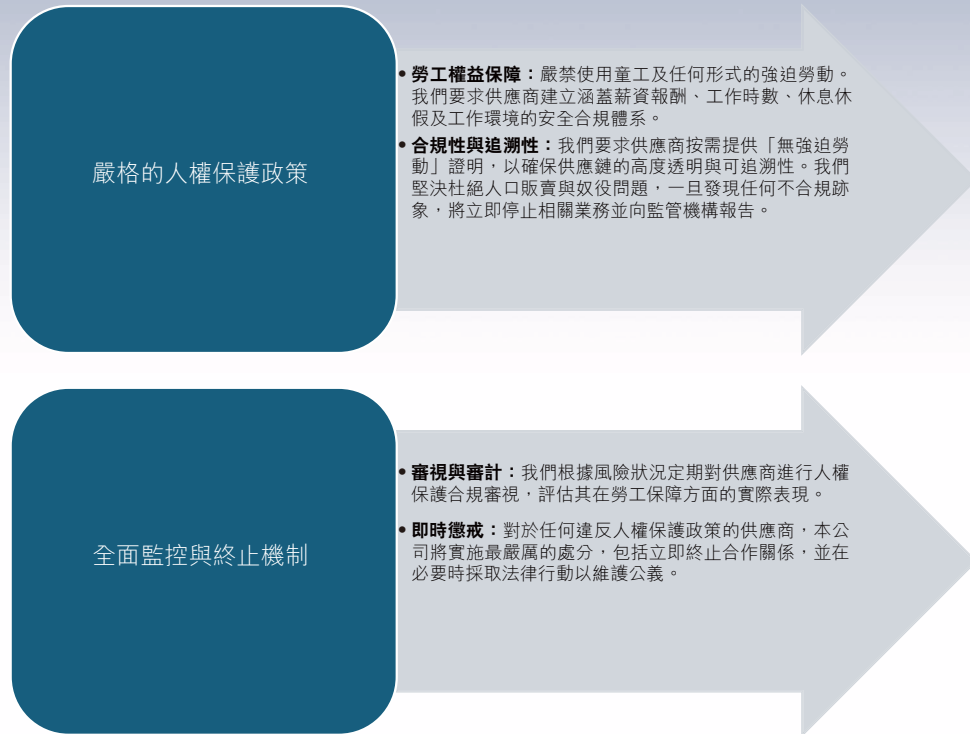 嚴格的人權保護政策
• 勞工權益保障：嚴禁使用童工及任何形式的強迫勞動。
我們要求供應商建立涵蓋薪資報酬、工作時數、休息休
假及工作環境的安全合規體系。
• 合規性與追溯性：我們要求供應商按需提供「無強迫勞
動」證明，以確保供應鏈的高度透明與可追溯性。我們
堅決杜絕人口販賣與奴役問題，一旦發現任何不合規跡
象，將立即停止相關業務並向監管機構報告。
全面監控與終止機制
• 審視與審計：我們根據風險狀況定期對供應商進行人權
保護合規審視，評估其在勞工保障方面的實際表現。
• 即時懲戒：對於任何違反人權保護政策的供應商，本公
司將實施最嚴厲的處分，包括立即終止合作關係，並在
必要時採取法律行動以維護公義。